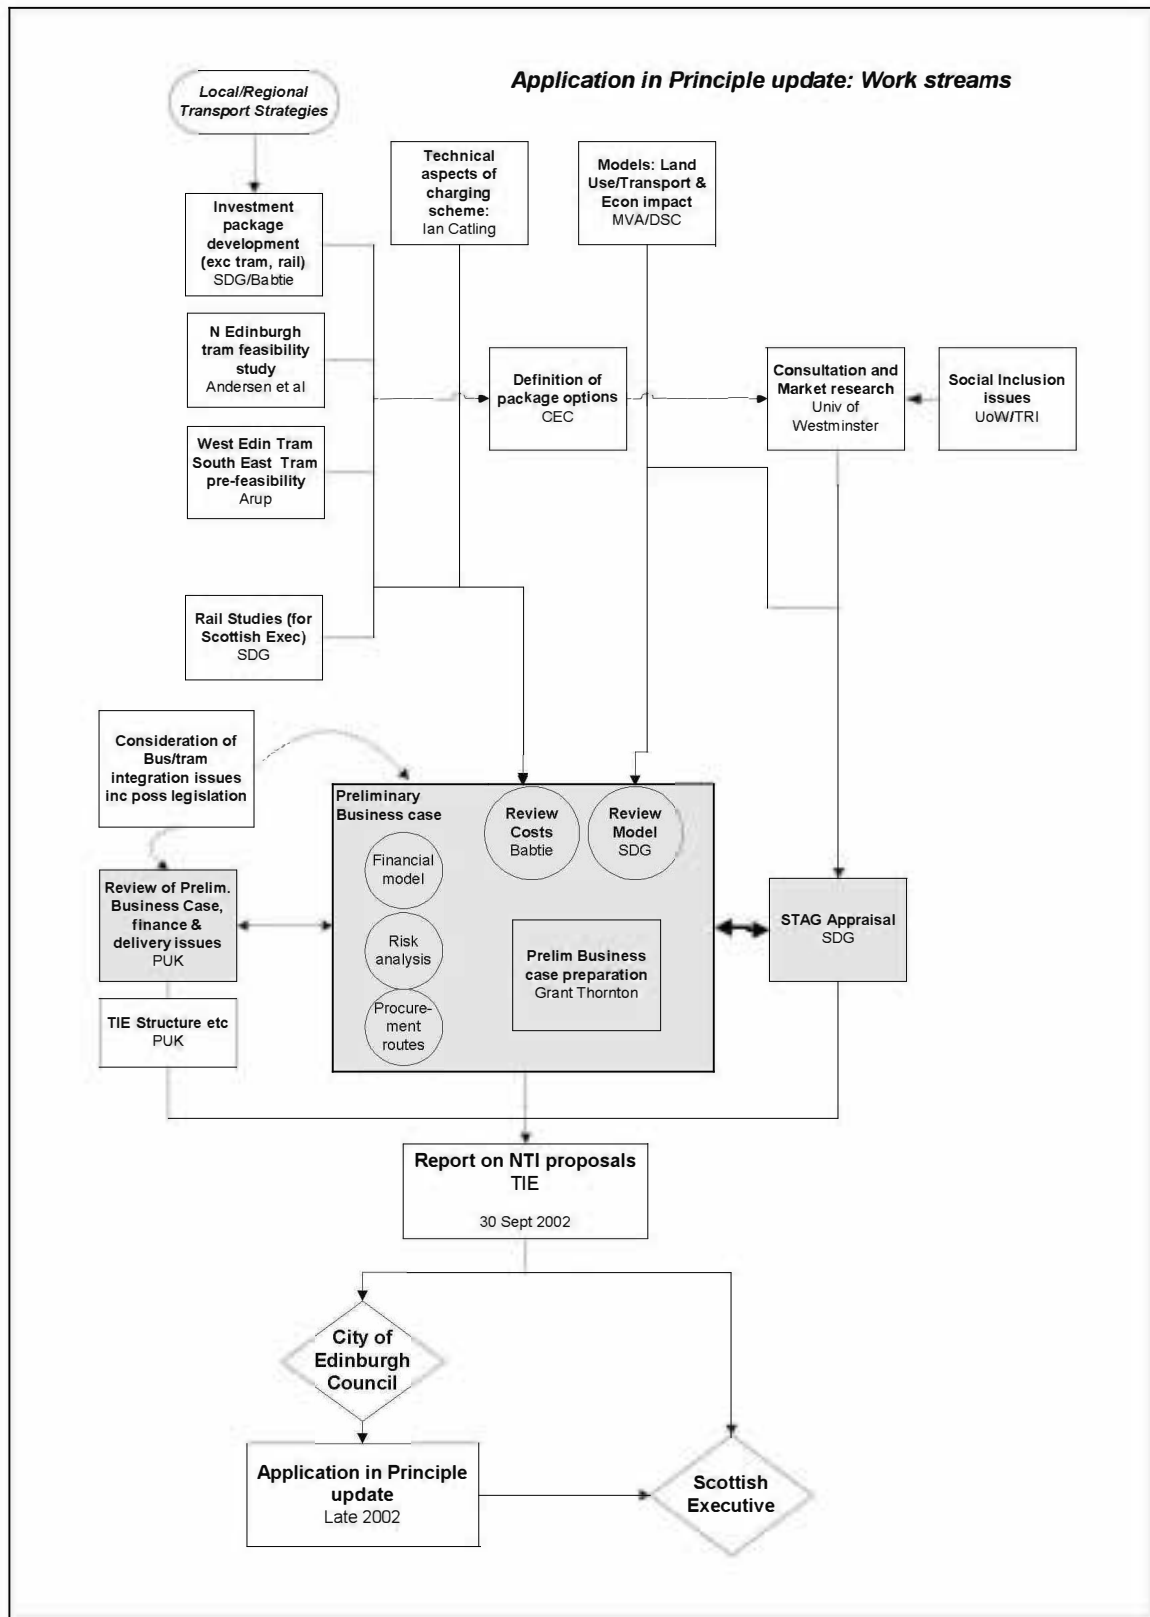 Application in Principle update: Work streams
Local/Regional
Transport Strategies
Technical
aspects of
charging
scheme:
Ian Catling
Models: Land
Use/Transport &
Econ impact
MVA/DSC
Investment
package
development
(exc tram, rail)
SDG/Babtie
N Edinburgh
tram feasibility
study
Andersen et al
Definition of
package options
CEC
Consultation and
Market research
Univ of
Westminster
Social Inclusion
issues
UoW/TRI
West Edin Tram
South East Tram
pre-feasibility
Arup
Rail Studies (for
Scottish Exec)
SDG
Consideration of
Bus/tram
integration issues
inc poss legislation
Preliminary
Business case
Review
Costs
Babtie
Review
Model
SDG
Financial
model
Risk
analysis
Procure-
ment
routes
Prelim Business
case preparation
Grant Thornton
Review of Prelim.
Business Case,
finance &
delivery issues
PUK
STAG Appraisal
SDG
TIE Structure etc
PUK
Report on NTI proposals
TIE
30 Sept 2002
City of
Edinburgh
Council
Application in Principle
update
Late 2002
Scottish
Executive